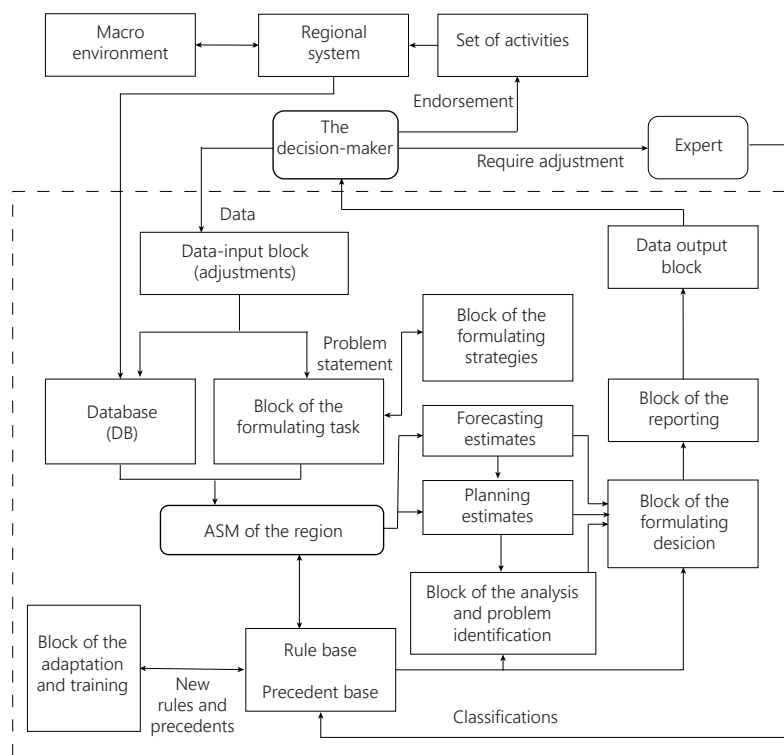 Macro
environment
Regional
system
Set of activities
Endorsement
The
decision-maker
Require adjustment
Expert
Data
Data-input block
(adjustments)
Data output
block
Problem
statement
Block of the
formulating
strategies
Database
(DB)
Block of the
formulating task
Block of the
reporting
Forecasting
estimates
Planning
estimates
Block of the
formulating
desicion
ASM of the region
Block of the analysis
and problem
identification
Block of the
adaptation
and training
New
rules and
precedents
Rule base
Precedent base
Classifications